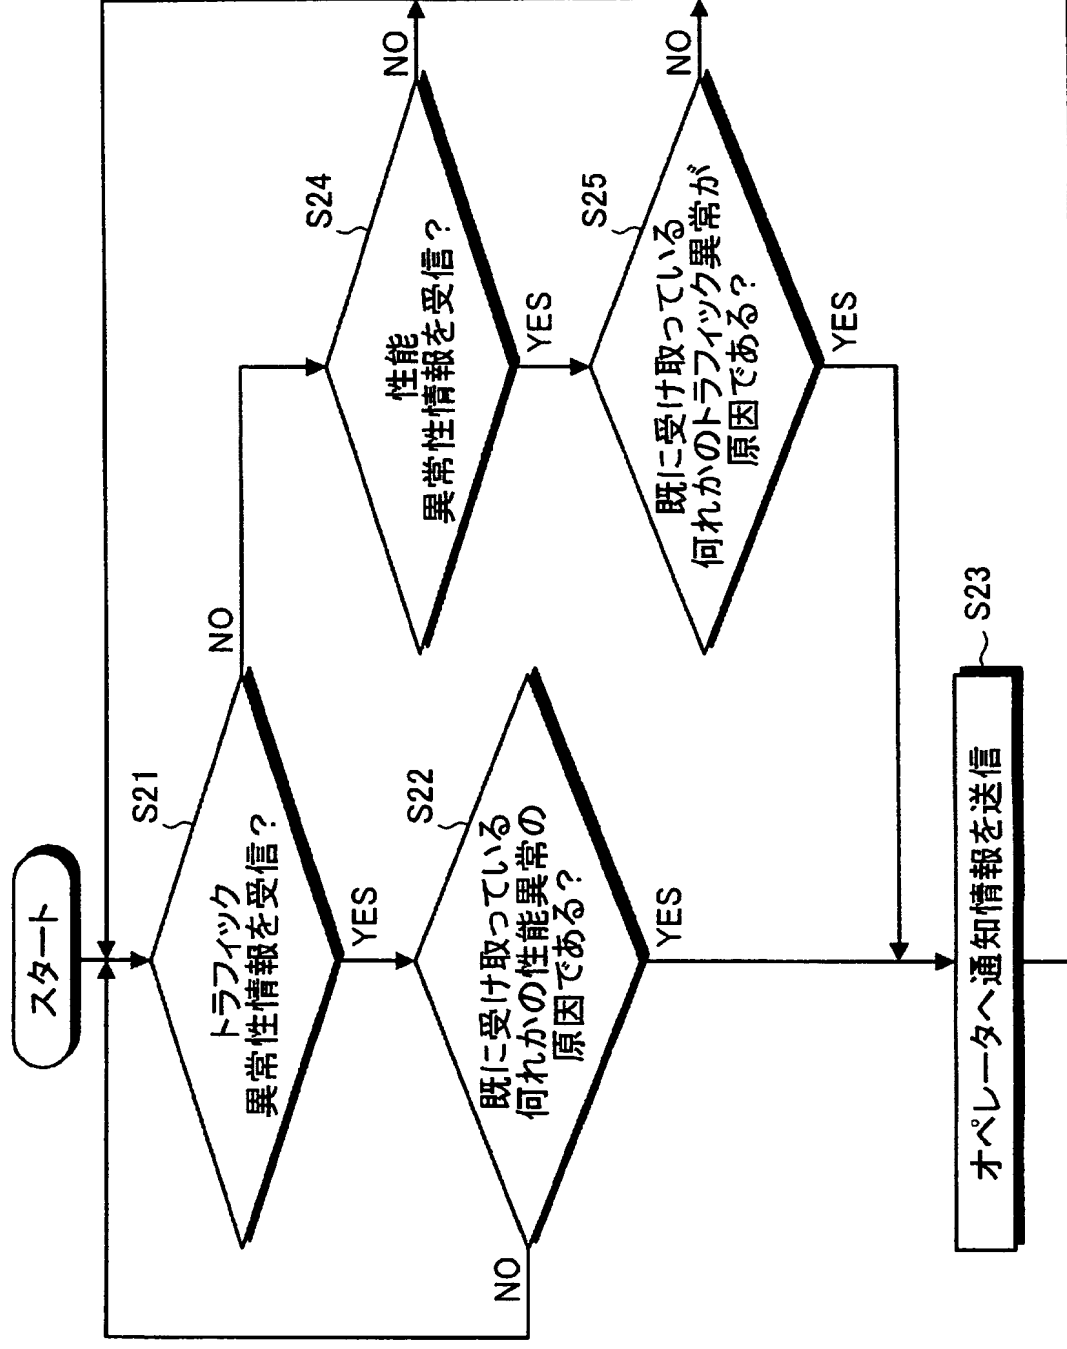 スタート
S21
トラフィック
異常性情報を受信？
NO
YES
S22
既に受け取っている
何れかの性能異常の
原因である？
NO
YES
S24
性能
異常性情報を受信？
NO
YES
S25
既に受け取っている
何れかのトラフィック異常が
原因である？
NO
YES
S23
オペレータへ通知情報を送信